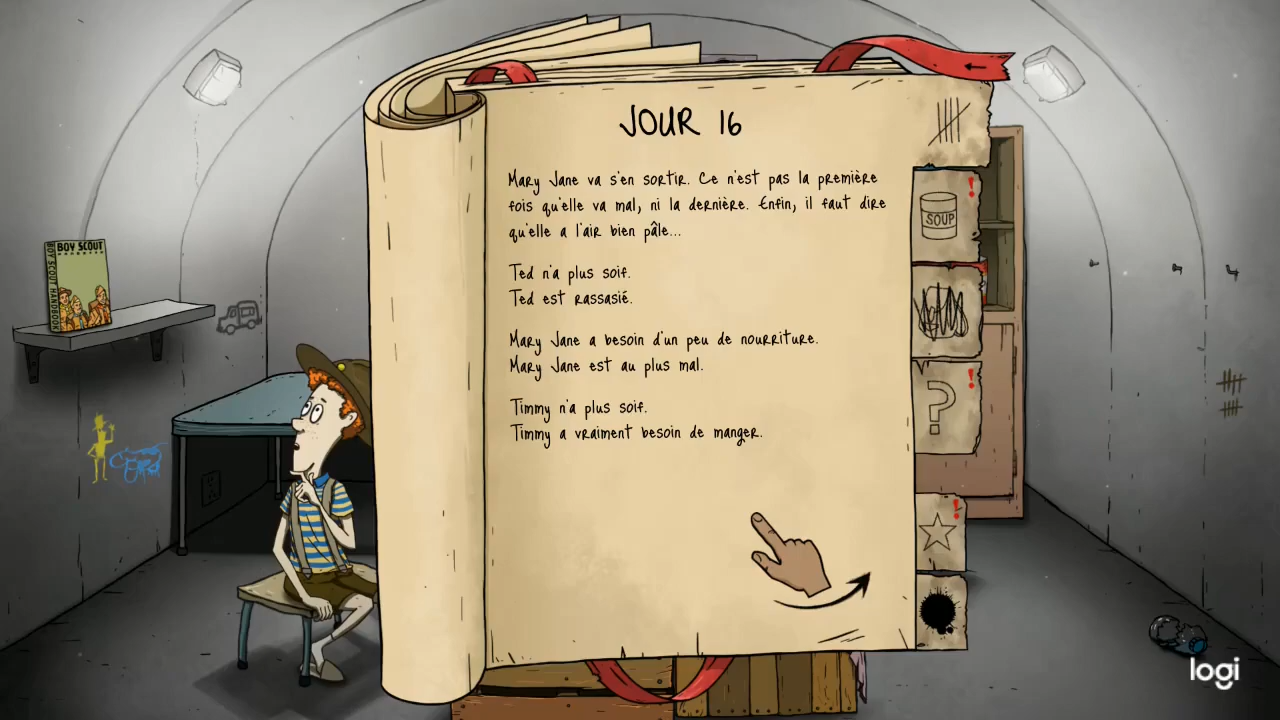 JOUR 16
Mary Jane va s'en sortir. Ce n'est pas la première
fois qu'elle va mal, ni la dernière. Enfin, il faut dire
qu'elle a l'air bien pâle...
Ted n'a plus soif.
Ted est rassasié.
Mary Jane a besoin d'un peu de nourriture.
Mary Jane est au plus mal.
Timmy n'a plus soif.
Timmy a vraiment besoin de manger.
SOUP
!
?
!
!
BOY SCOUT
BOY SCOUT HANDBOOK
logi